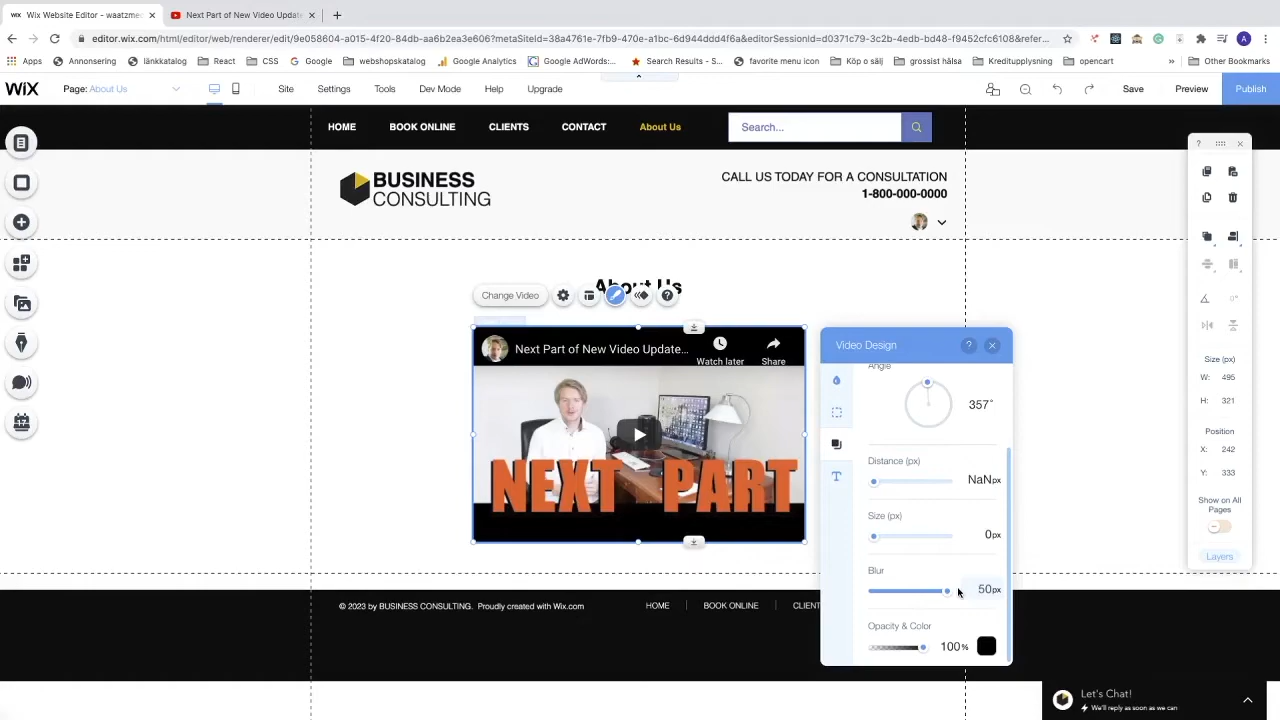 Wix Website Editor - waatzme
Next Part of New Video Update
editor.wix.com/html/editor/web/renderer/edit/9e058604-a015-4f20-84db-aa6b2ea3e606?metaSiteId=38a4761e-7fb9-470e-a1bc-6d944ddd4f6a&editorSessionId=d0371c79-3c2b-4edb-bd48-f9452cfc6108&refer...
A
Apps
Annonsering
länkkatalog
React
CSS
Google
webshopskatalog
Google Analytics
Google AdWords:...
Search Results - S...
favorite menu icon
Köp o sälj
grossist hälsa
Kreditupplysning
opencart
»
Other Bookmarks
WiX
Page: About Us
Site
Settings
Tools
Dev Mode
Help
Upgrade
Save
Preview
Publish
HOME
BOOK ONLINE
CLIENTS
CONTACT
About Us
Search...
BUSINESS
CONSULTING
CALL US TODAY FOR A CONSULTATION
1-800-000-0000
About Us
Change Video
Next Part of New Video Update...
Watch later
Share
NEXT PART
Video Design
Angle
357°
Distance (px)
NaNpx
Size (px)
0px
Blur
50px
Opacity & Color
100%
Size (px)
W: 495
H: 321
Position
X: 242
Y: 333
Show on All
Pages
Layers
© 2023 by BUSINESS CONSULTING. Proudly created with Wix.com
HOME
BOOK ONLINE
CLIENT
Let's Chat!
We'll reply as soon as we can